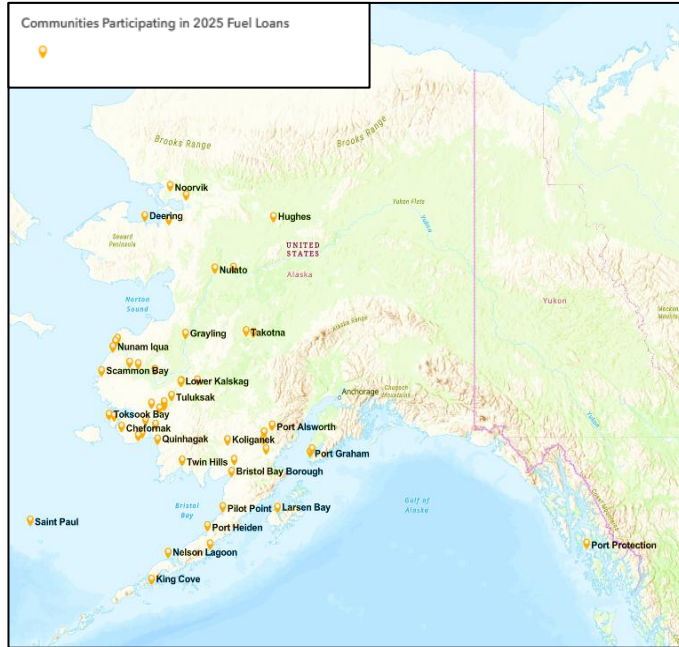 Communities Participating in 2025 Fuel Loans
Brooks Range
Brooks Range
Noorvik
Deering
Hughes
Yukon Flats
Yukon
Seward
Peninsula
UNITED
STATES
Nulato
Alaska
Norton
Sound
Yukon
Grayling
Takotna
Alaska Range
Nunam Iqua
Scammon Bay
Lower Kalskag
Tuluksak
Anchorage
Chugach
Mountains
Toksook Bay
Port Alsworth
Chefornak
Quinhagak
Koliganek
Port Graham
Twin Hills
Bristol Bay Borough
Bristol
Bay
Pilot Point
Larsen Bay
Gulf of
Alaska
Saint Paul
Port Heiden
Port Protection
Nelson Lagoon
King Cove